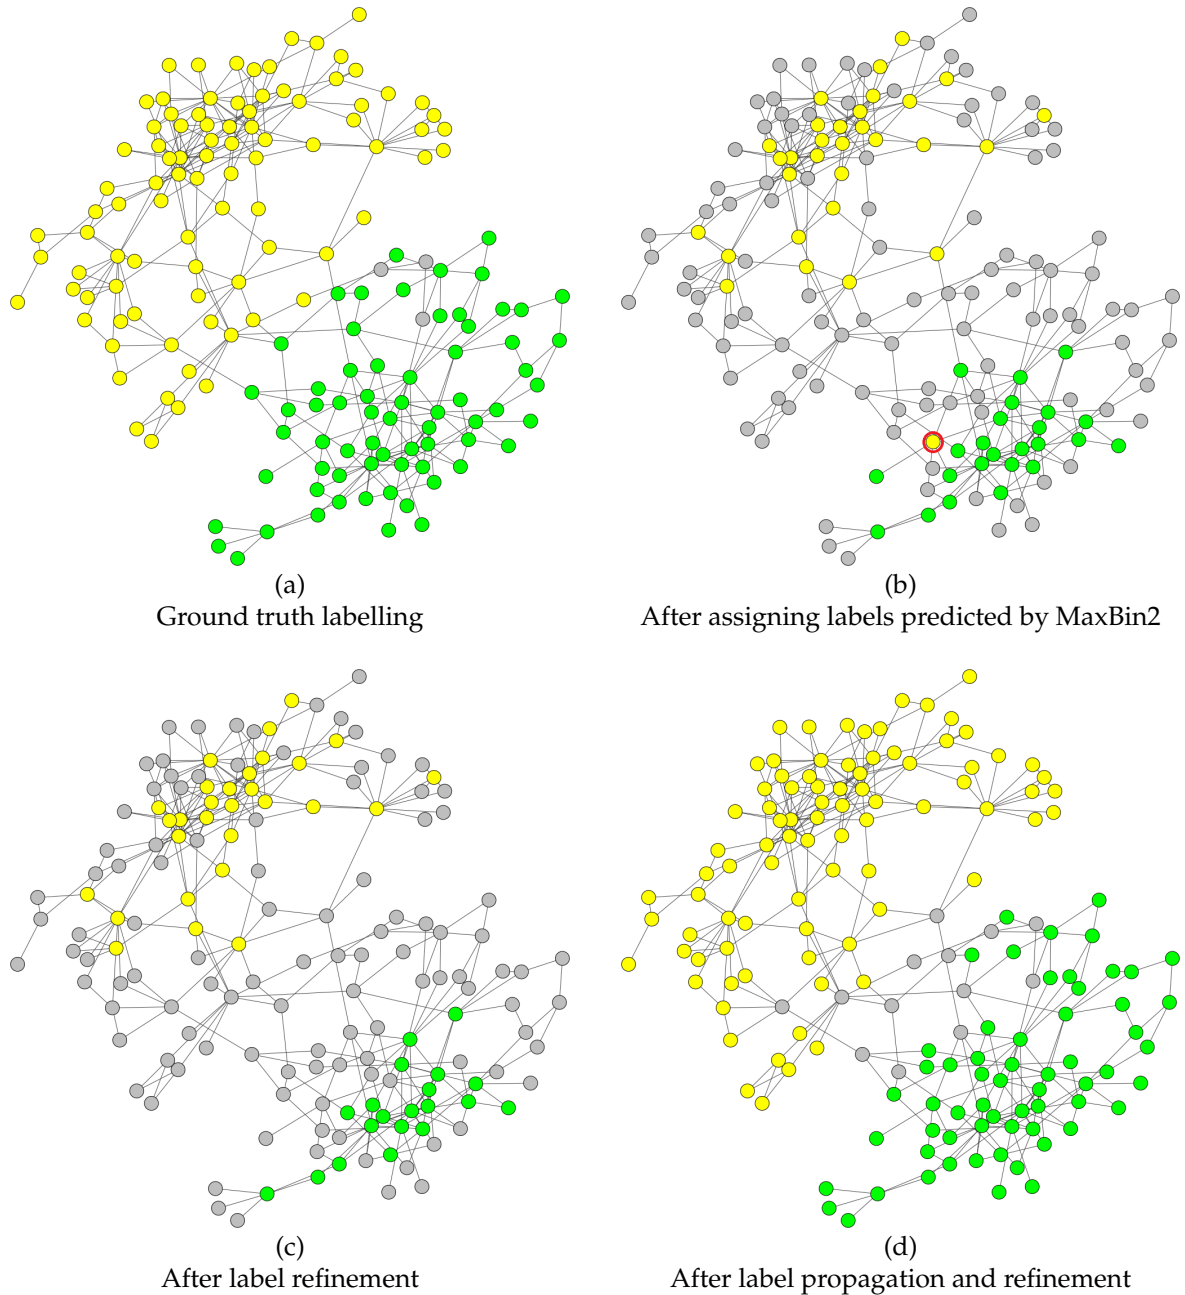 (a)
Ground truth labelling
(b)
After assigning labels predicted by MaxBin2
(c)
After label refinement
(d)
After label propagation and refinement